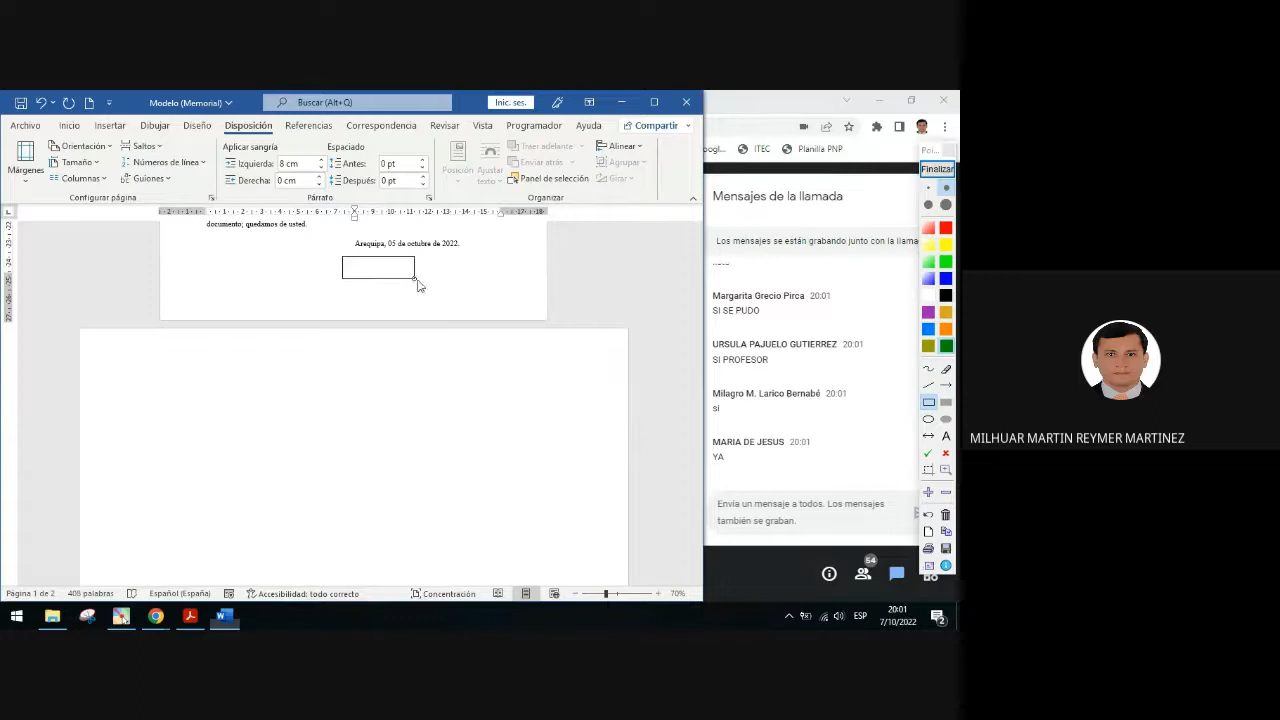 Modelo (Memorial)
Buscar (Alt+Q)
Inic. ses.
Archivo Inicio Insertar Dibujar Diseño Disposición Referencias Correspondencia Revisar Vista Programador Ayuda Compartir
Márgenes
Orientación
Tamaño
Columnas
Saltos
Números de línea
Guiones
Configurar página
Aplicar sangría
Izquierda: 8 cm
Derecha: 0 cm
Espaciado
Antes: 0 pt
Después: 0 pt
Párrafo
Posición
Ajustar texto
Traer adelante
Enviar atrás
Panel de selección
Alinear
Agrupar
Girar
Organizar
documento; quedamos de usted.
Arequipa, 05 de octubre de 2022.
Página 1 de 2 408 palabras Español (España) Accesibilidad: todo correcto Concentración 70%
ITEC
Planilla PNP
Finalizar
Mensajes de la llamada
Los mensajes se están grabando junto con la llama
Margarita Grecio Pirca 20:01
SI SE PUDO
URSULA PAJUELO GUTIERREZ 20:01
SI PROFESOR
Milagro M. Larico Bernabé 20:01
si
MARIA DE JESUS 20:01
YA
Envía un mensaje a todos. Los mensajes
también se graban.
54
ESP
20:01
7/10/2022
2
MILHUAR MARTIN REYMER MARTINEZ